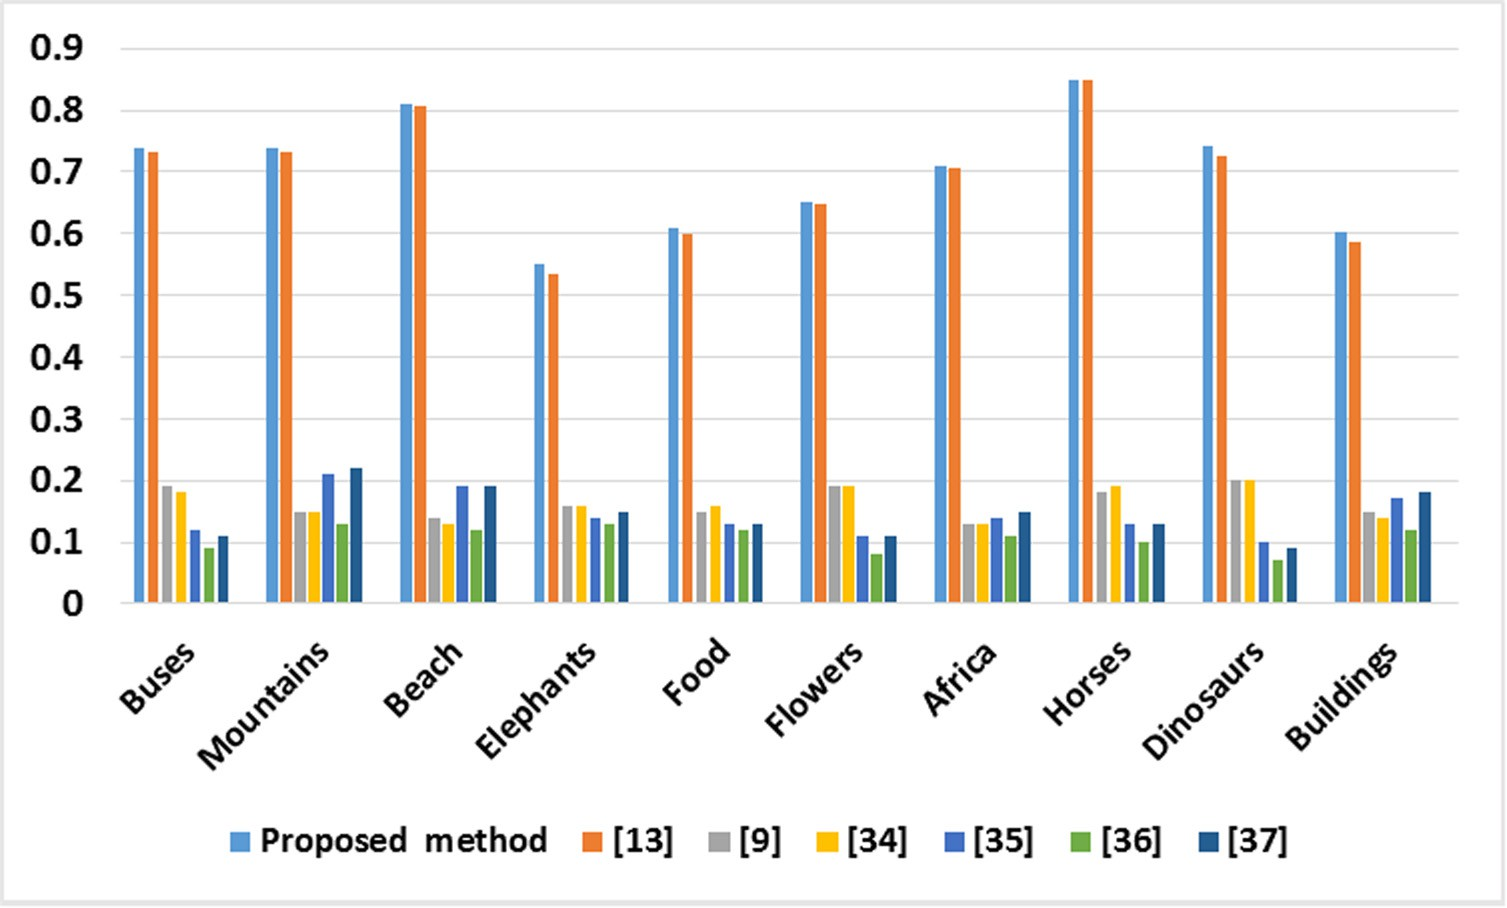 0.9
0.8
0.7
0.6
0.5
0.4
0.3
0.2
0.1
0
Buses
Mountains
Beach
Elephants
Food
Flowers
Africa
Horses
Dinosaurs
Buildings
Proposed method [13] [9] [34] [35] [36] [37]